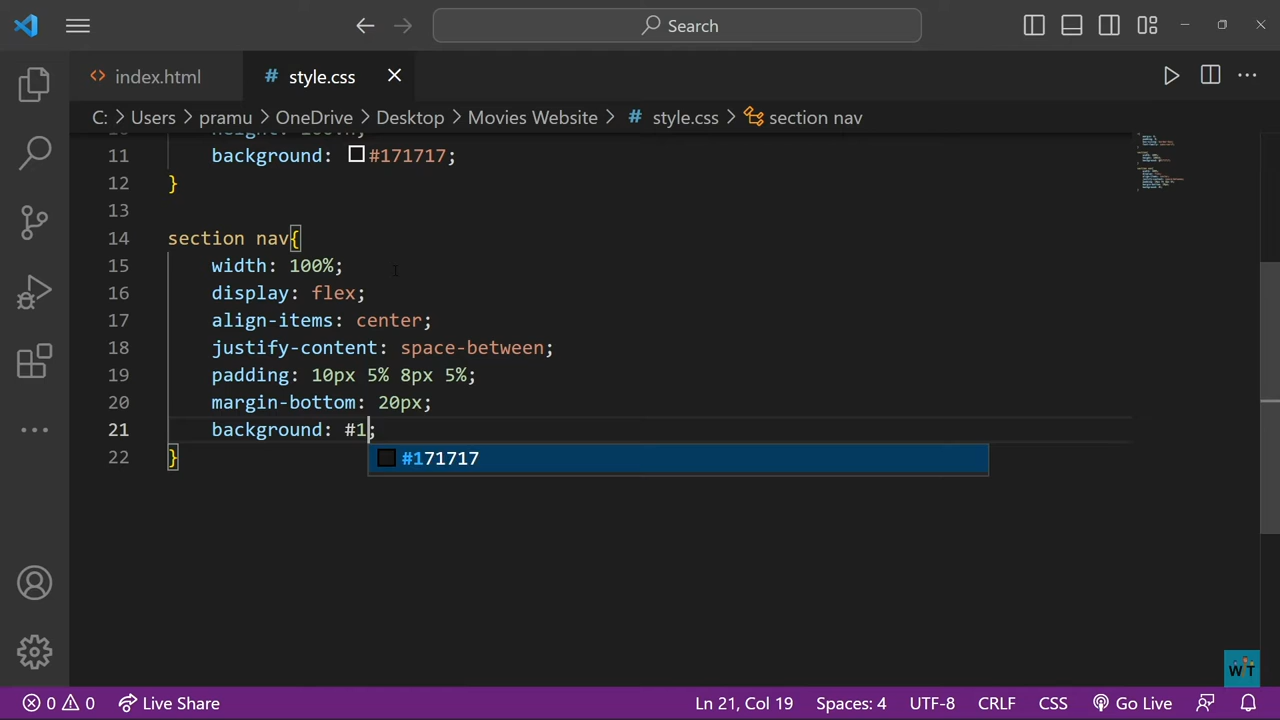 Search
index.html
# style.css
C: > Users > pramu > OneDrive > Desktop > Movies Website > # style.css > section nav
11 background: #171717;
12 }
13
14 section nav{
15 width: 100%;
16 display: flex;
17 align-items: center;
18 justify-content: space-between;
19 padding: 10px 5% 8px 5%;
20 margin-bottom: 20px;
21 background: #1;
#171717
22 }
WT
0 0 Live Share Ln 21, Col 19 Spaces: 4 UTF-8 CRLF CSS Go Live